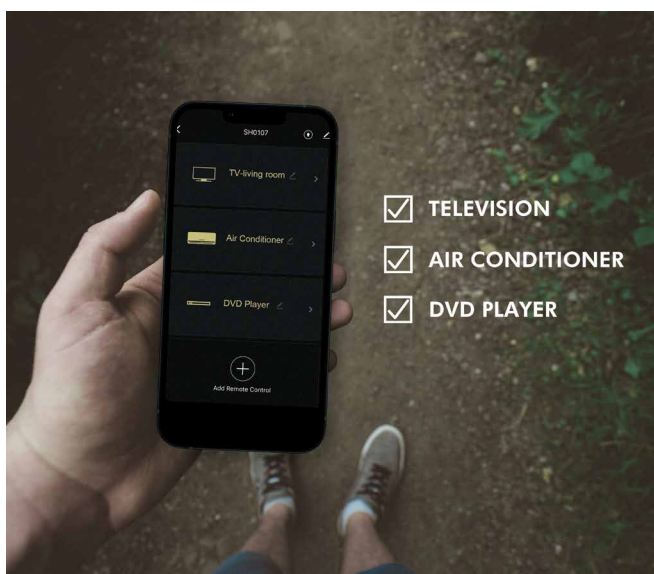 SH0107
TV-living room
Air Conditioner
DVD Player
Add Remote Control
TELEVISION
AIR CONDITIONER
DVD PLAYER